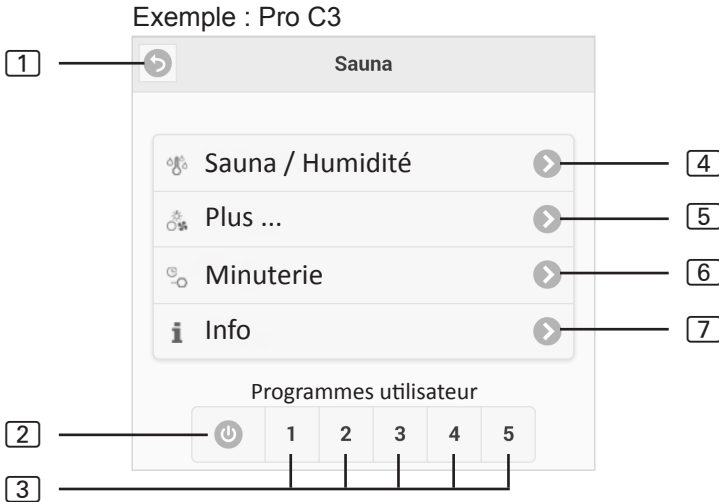 Exemple : Pro C3
1
Sauna
Sauna / Humidité
4
Plus ...
5
Minuterie
6
Info
7
Programmes utilisateur
2
1 2 3 4 5
3